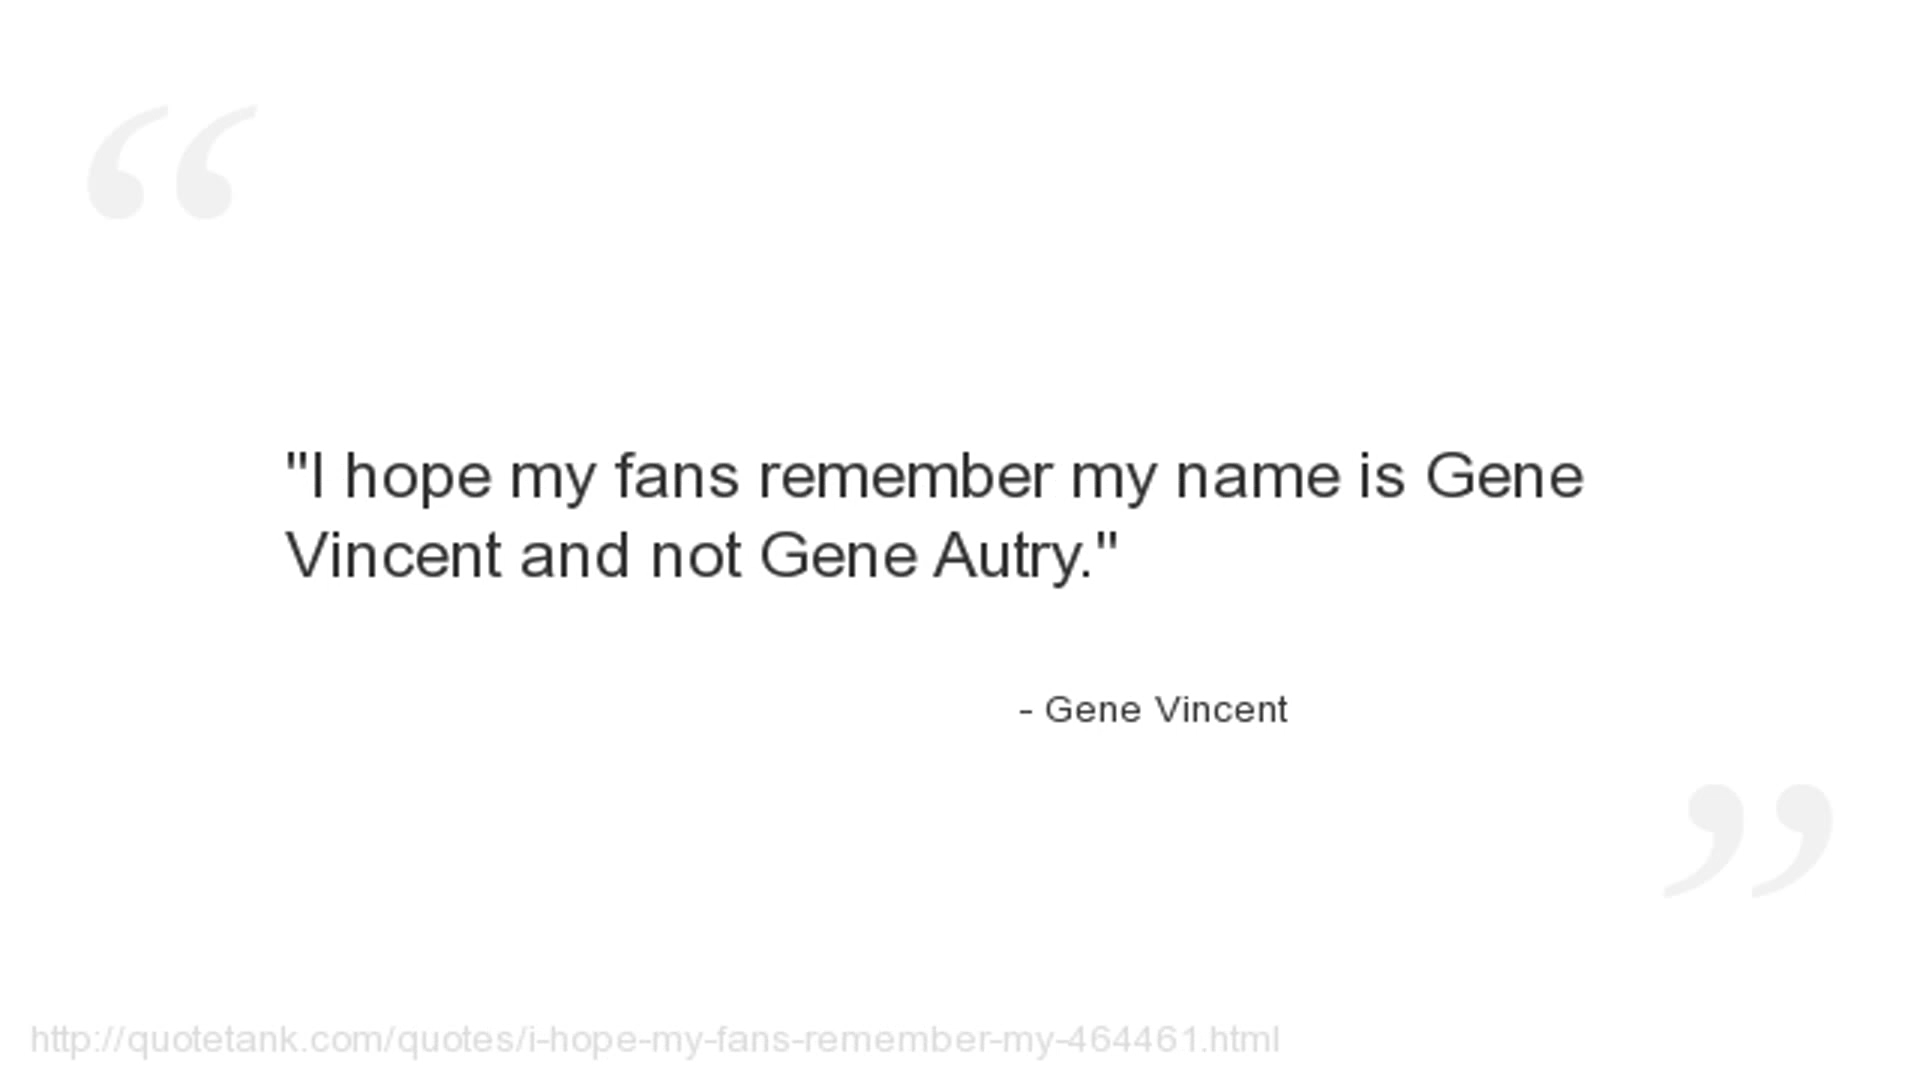 "I hope my fans remember my name is Gene
Vincent and not Gene Autry."
- Gene Vincent
http://quotetank.com/quotes/i-hope-my-fans-remember-my-464461.html